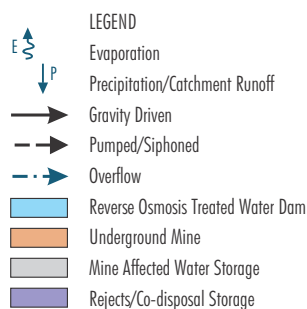 LEGEND
E
Evaporation
P
Precipitation/Catchment Runoff
Gravity Driven
Pumped/Siphoned
Overflow
Reverse Osmosis Treated Water Dam
Underground Mine
Mine Affected Water Storage
Rejects/Co-disposal Storage